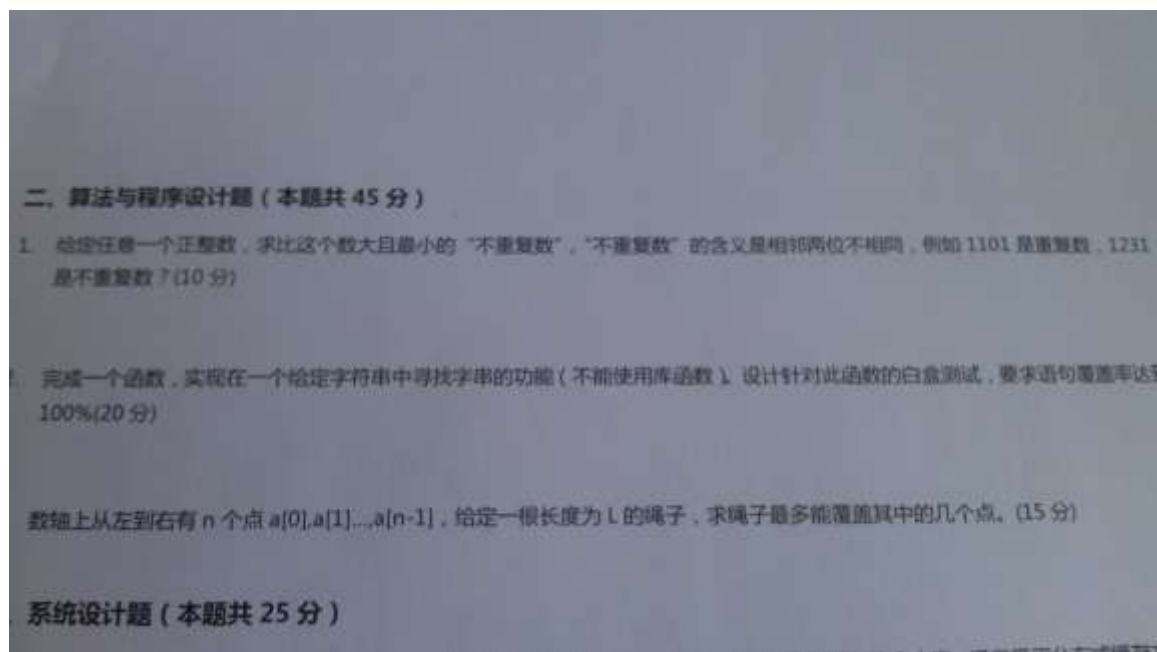 二、算法与程序设计题（本题共 45 分）
1. 给定任意一个正整数，求比这个数大且最小的“不重复数”，“不重复数”的含义是相邻两位不相同，例如 1101 是重复数，1231
是不重复数？(10 分)
完成一个函数，实现在一个给定字符串中寻找字串的功能（不能使用库函数）。设计针对此函数的白盒测试，要求语句覆盖率达到
100%(20 分)
数轴上从左到右有 n 个点 a[0],a[1]...,a[n-1]，给定一根长度为 L 的绳子，求绳子最多能覆盖其中的几个点。(15 分)
系统设计题（本题共 25 分）